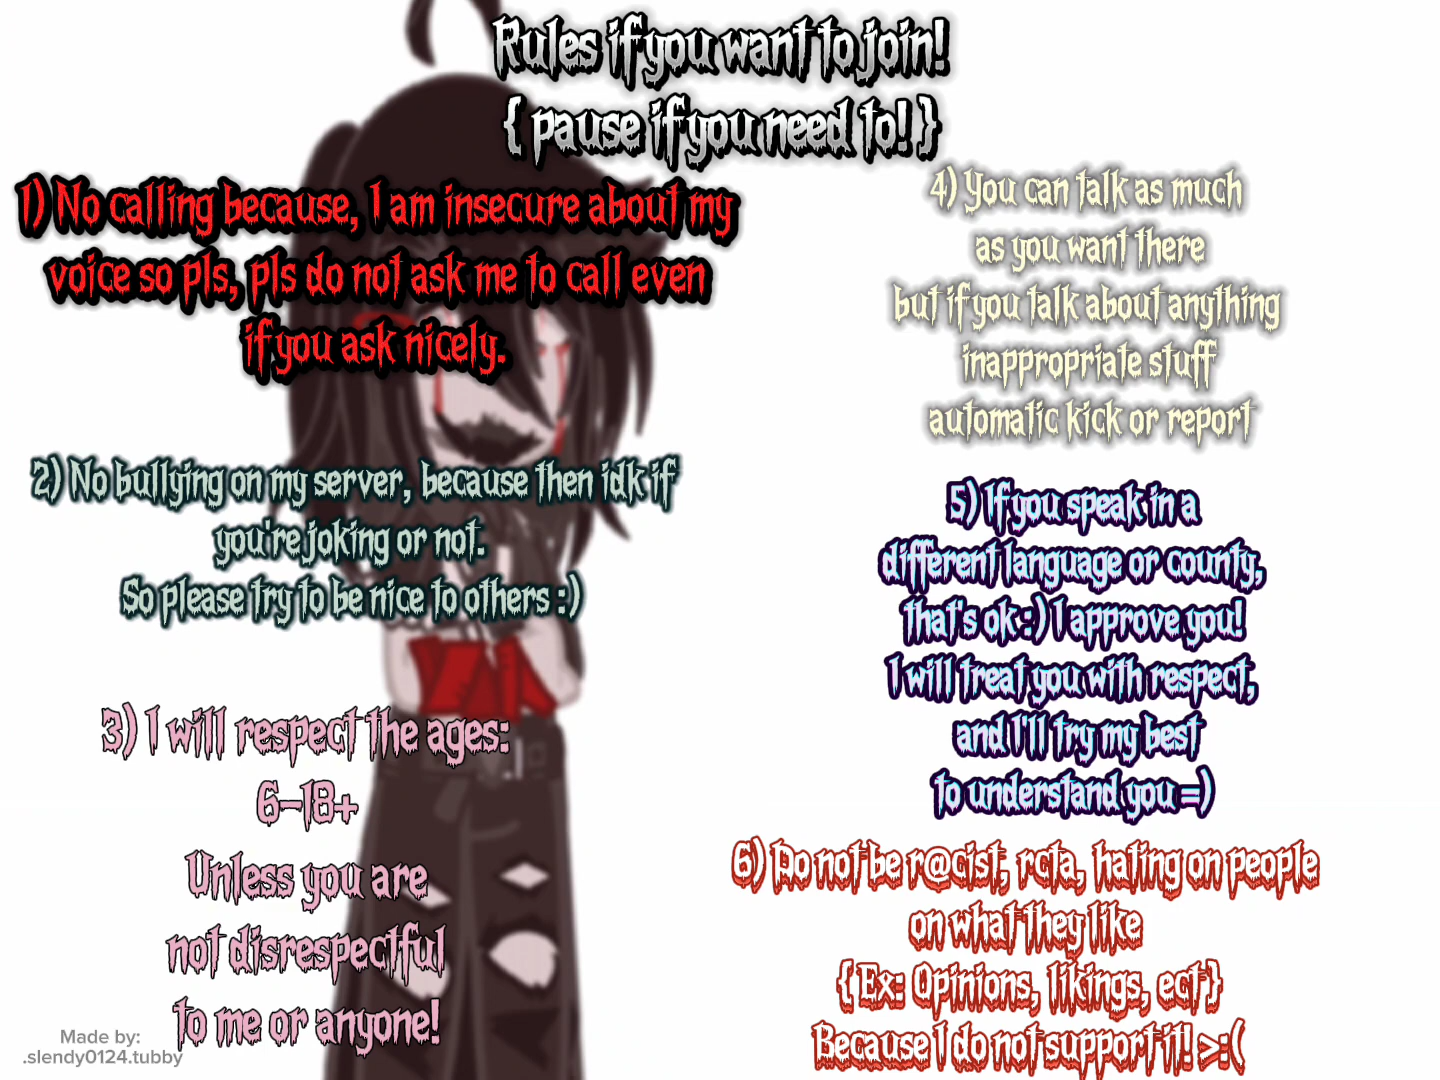 Rules if you want to join!
{ pause if you need to! }
1) No calling because, I am insecure about my
voice so pls, pls do not ask me to call even
if you ask nicely.
2) No bullying on my server, because then idk if
you're joking or not.
So please try to be nice to others :)
3) I will respect the ages:
6-18+
Unless you are
not disrespectful
to me or anyone!
4) You can talk as much
as you want there
but if you talk about anything
inappropriate stuff
automatic kick or report
5) If you speak in a
different language or county,
that's ok :) I approve you!
I will treat you with respect,
and I'll try my best
to understand you =)
6) Do not be r@cist, rcta, hating on people
on what they like
{ Ex: Opinions, likings, ect }
Because I do not support it! >:(
Made by:
.slendy0124.tubby